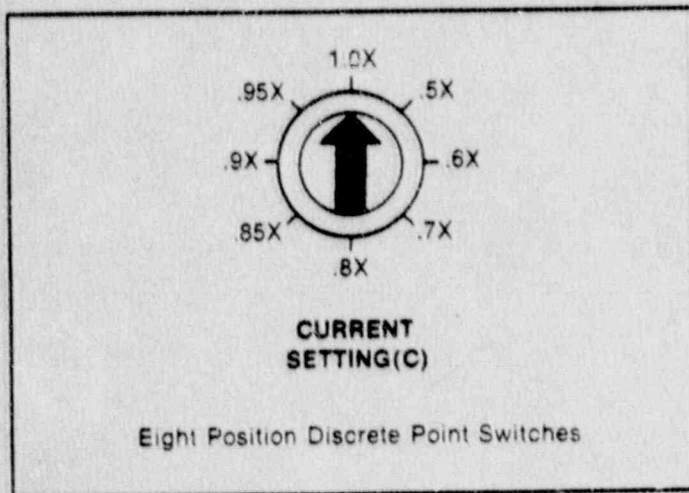 1.0X
.95X .5X
.9X .6X
.85X .7X
.8X
CURRENT
SETTING(C)
Eight Position Discrete Point Switches